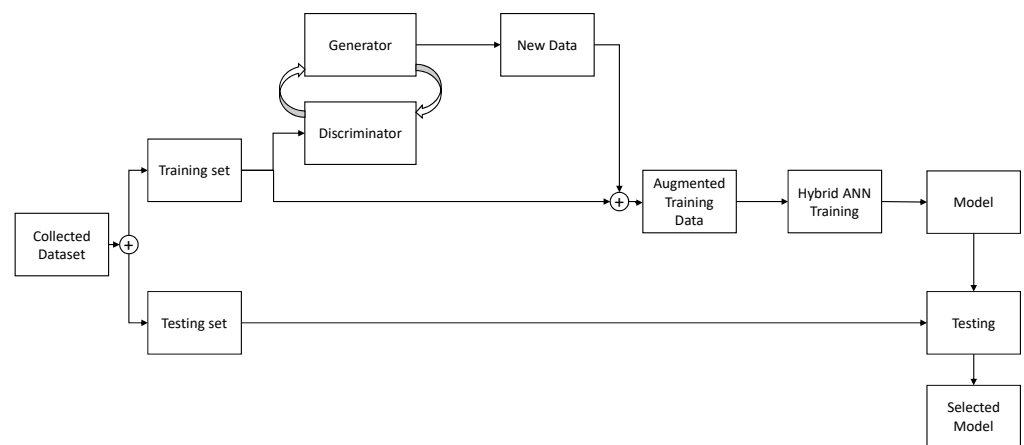 Generator
New Data
Discriminator
Training set
Augmented
Training
Data
Hybrid ANN
Training
Model
Collected
Dataset
+
+
Testing set
Testing
Selected
Model